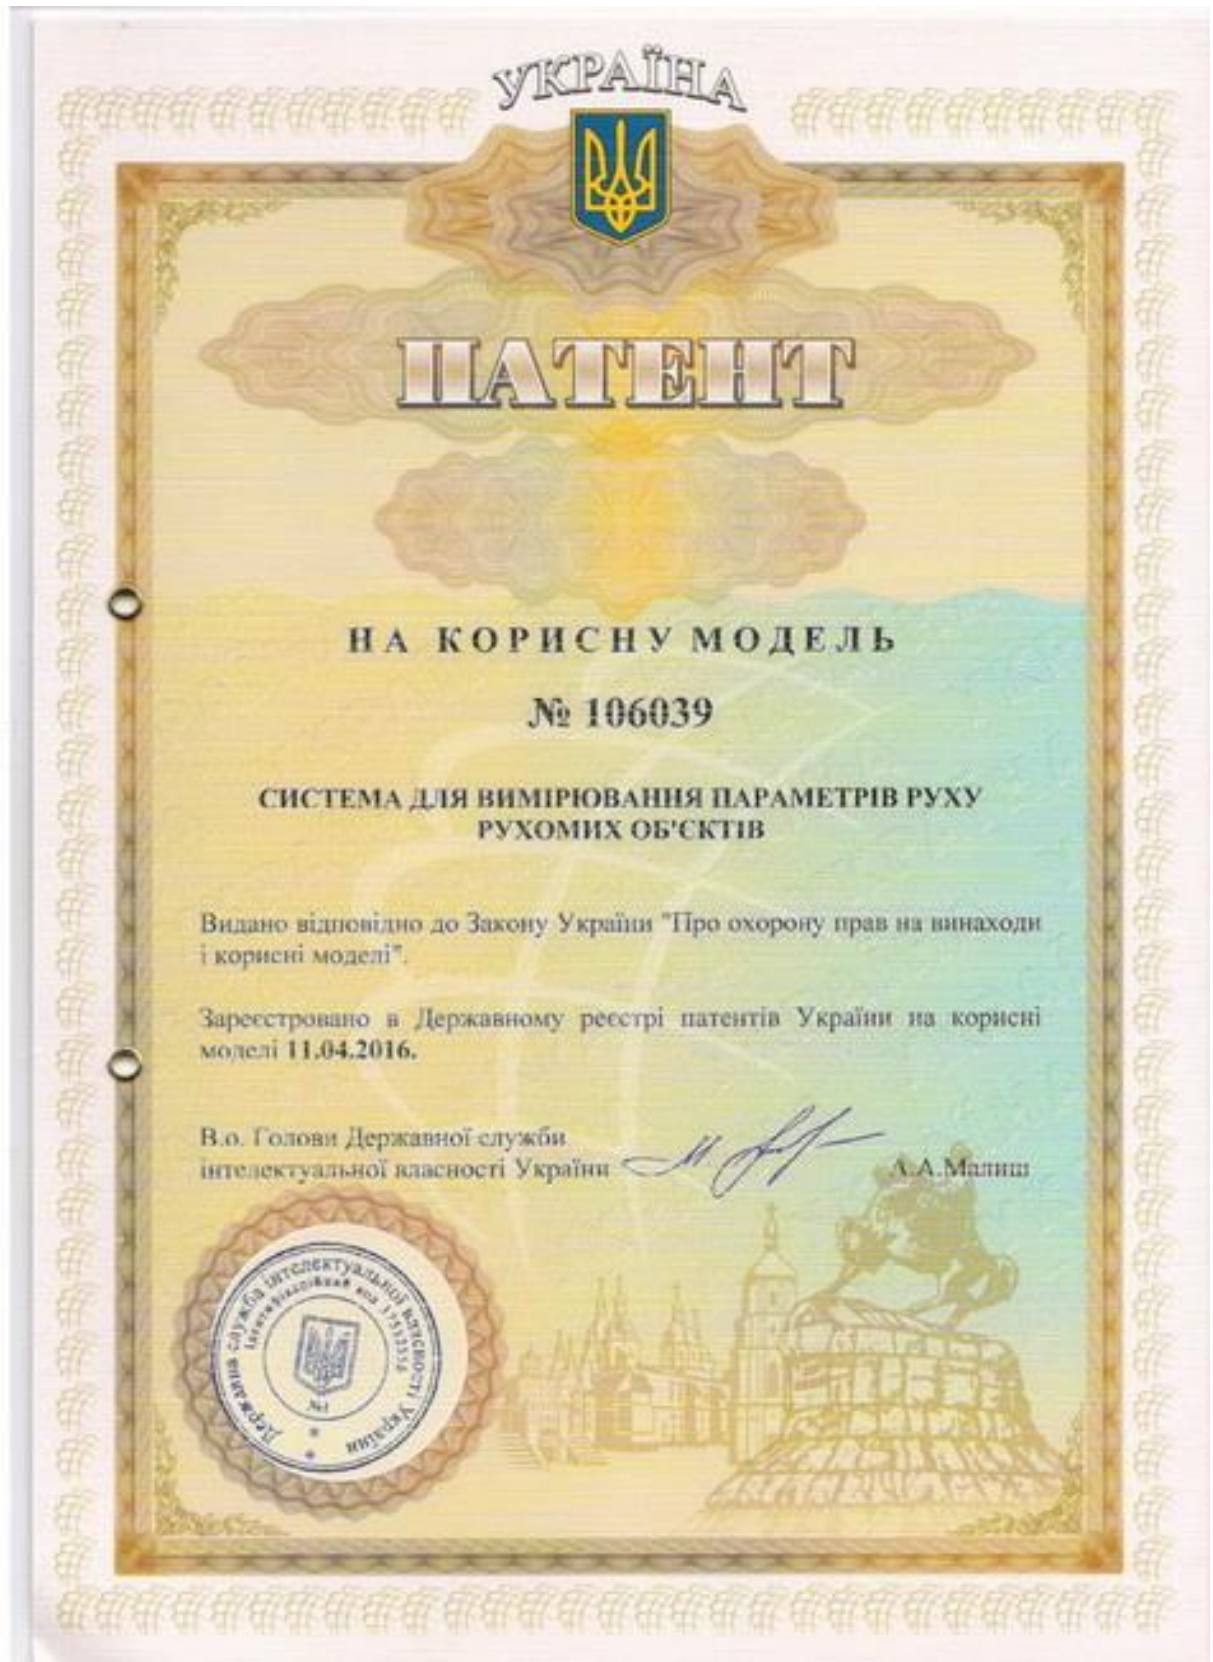 УКРАЇНА
ПАТЕНТ
НА КОРИСНУ МОДЕЛЬ
№ 106039
СИСТЕМА ДЛЯ ВИМІРЮВАННЯ ПАРАМЕТРІВ РУХУ
РУХОМИХ ОБ'ЄКТІВ
Видано відповідно до Закону України "Про охорону прав на винаходи
і корисні моделі".
Зареєстровано в Державному реєстрі патентів України на корисні
моделі 11.04.2016.
В.о. Голови Державної служби
інтелектуальної власності України
А.А.Малиш
Державна служба інтелектуальної власності України
ідентифікаційний код
№1